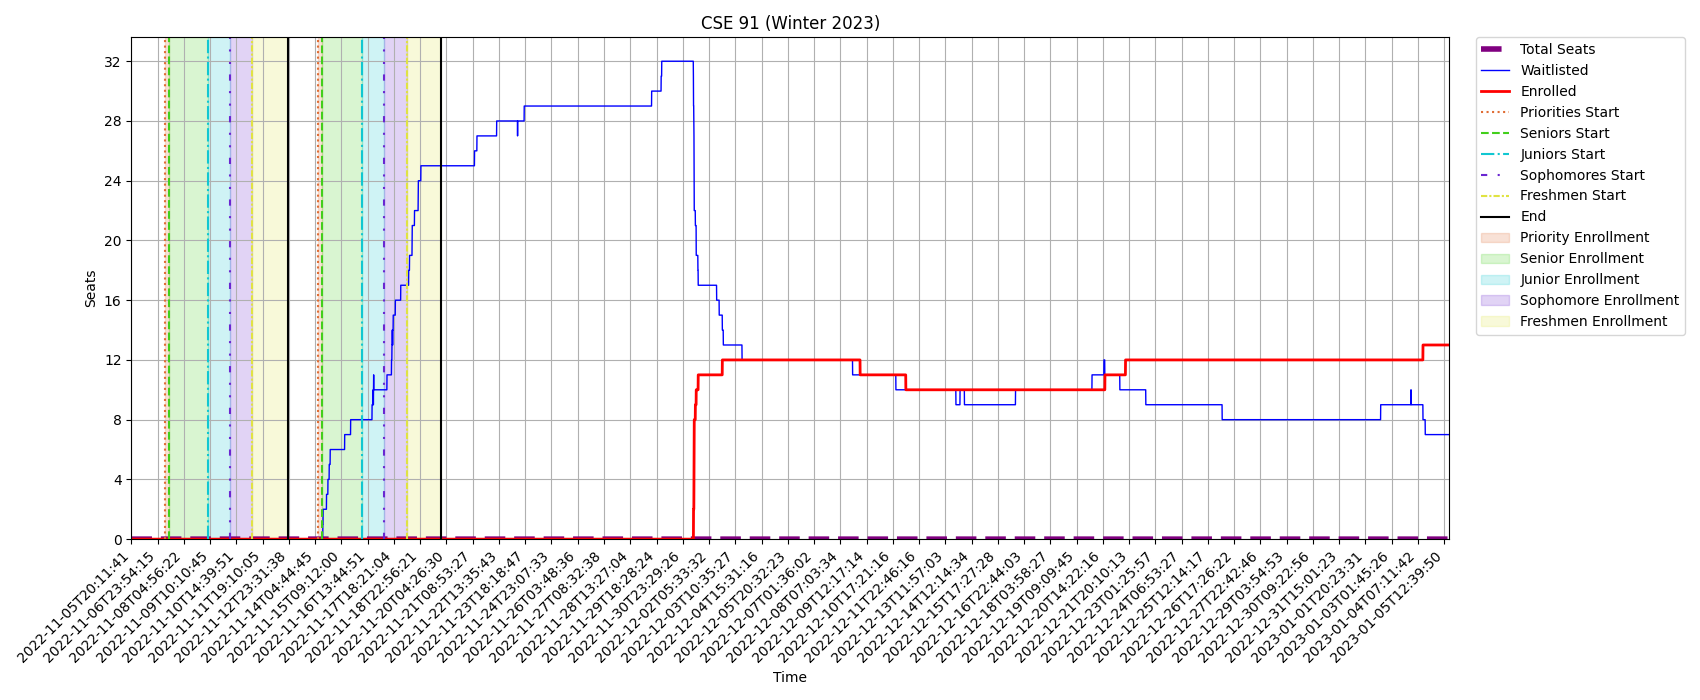 CSE 91 (Winter 2023)
Seats
32
28
24
20
16
12
8
4
0
2022-11-05T20:11:41
2022-11-06T23:54:15
2022-11-08T04:56:22
2022-11-09T10:10:45
2022-11-10T14:39:51
2022-11-11T19:10:05
2022-11-12T23:31:38
2022-11-14T04:44:45
2022-11-15T09:12:00
2022-11-16T13:44:51
2022-11-17T18:21:04
2022-11-18T22:56:21
2022-11-20T04:26:30
2022-11-21T08:53:27
2022-11-22T13:35:43
2022-11-23T18:18:47
2022-11-24T23:07:33
2022-11-26T03:48:36
2022-11-27T08:32:38
2022-11-28T13:27:04
2022-11-29T18:28:24
2022-11-30T23:29:26
2022-12-02T05:33:32
2022-12-03T10:35:27
2022-12-04T15:31:16
2022-12-05T20:32:23
2022-12-07T01:36:02
2022-12-08T07:03:34
2022-12-09T12:17:14
2022-12-10T17:21:16
2022-12-11T22:46:16
2022-12-13T11:57:03
2022-12-14T12:14:34
2022-12-15T17:27:28
2022-12-16T22:44:03
2022-12-18T03:58:27
2022-12-19T09:09:45
2022-12-20T14:22:16
2022-12-21T20:10:13
2022-12-23T01:25:57
2022-12-24T06:53:27
2022-12-25T12:14:17
2022-12-26T17:26:22
2022-12-27T22:42:46
2022-12-29T03:54:53
2022-12-30T09:22:56
2022-12-31T15:01:23
2023-01-01T20:23:31
2023-01-03T01:45:26
2023-01-04T07:11:42
2023-01-05T12:39:50
Time
Total Seats
Waitlisted
Enrolled
Priorities Start
Seniors Start
Juniors Start
Sophomores Start
Freshmen Start
End
Priority Enrollment
Senior Enrollment
Junior Enrollment
Sophomore Enrollment
Freshmen Enrollment